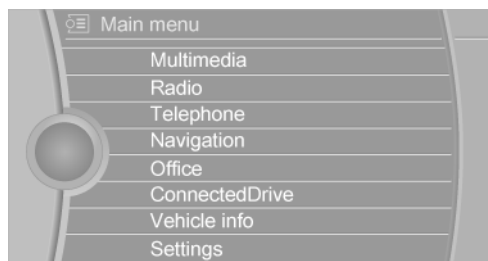 Main menu
Multimedia
Radio
Telephone
Navigation
Office
ConnectedDrive
Vehicle info
Settings